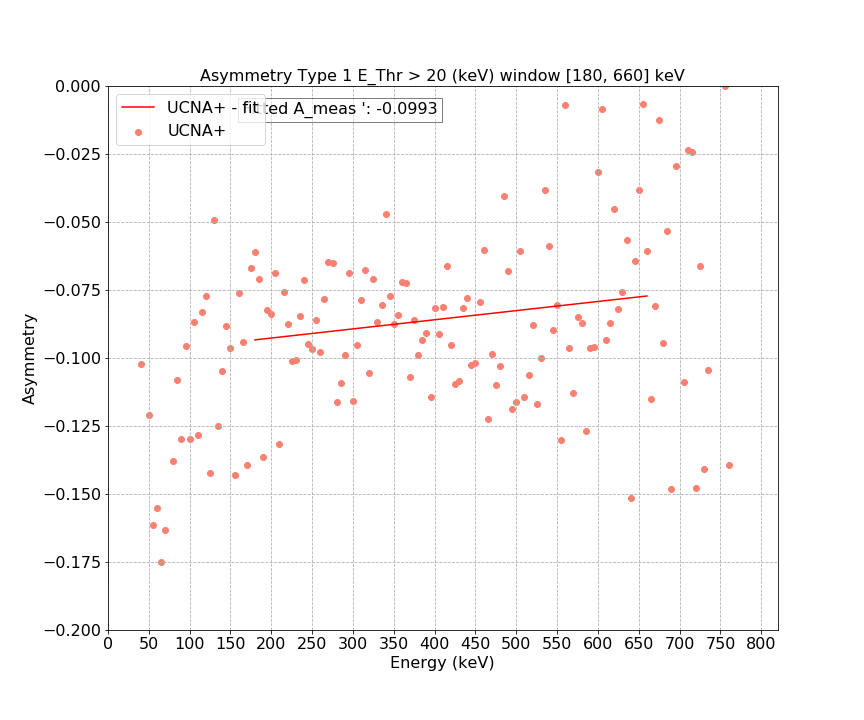 Asymmetry Type 1 E_Thr > 20 (keV) window [180, 660] keV
UCNA+ - fit
tted A_meas ': -0.0993
UCNA+
Asymmetry
0.000
−0.025
−0.050
−0.075
−0.100
−0.125
−0.150
−0.175
−0.200
0 50 100 150 200 250 300 350 400 450 500 550 600 650 700 750 800
Energy (keV)